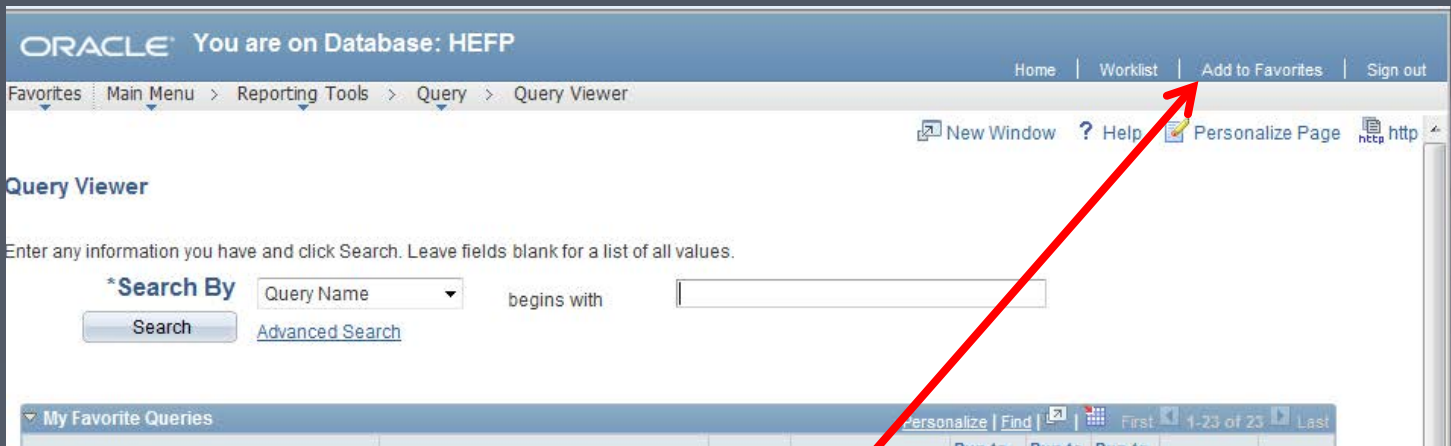 ORACLE You are on Database: HEFP
Home | Worklist | Add to Favorites | Sign out
Favorites Main Menu > Reporting Tools > Query > Query Viewer
New Window ? Help Personalize Page http http
Query Viewer
Enter any information you have and click Search. Leave fields blank for a list of all values.
*Search By Query Name begins with
Search Advanced Search
My Favorite Queries Personalize | Find | | First 1-23 of 23 Last